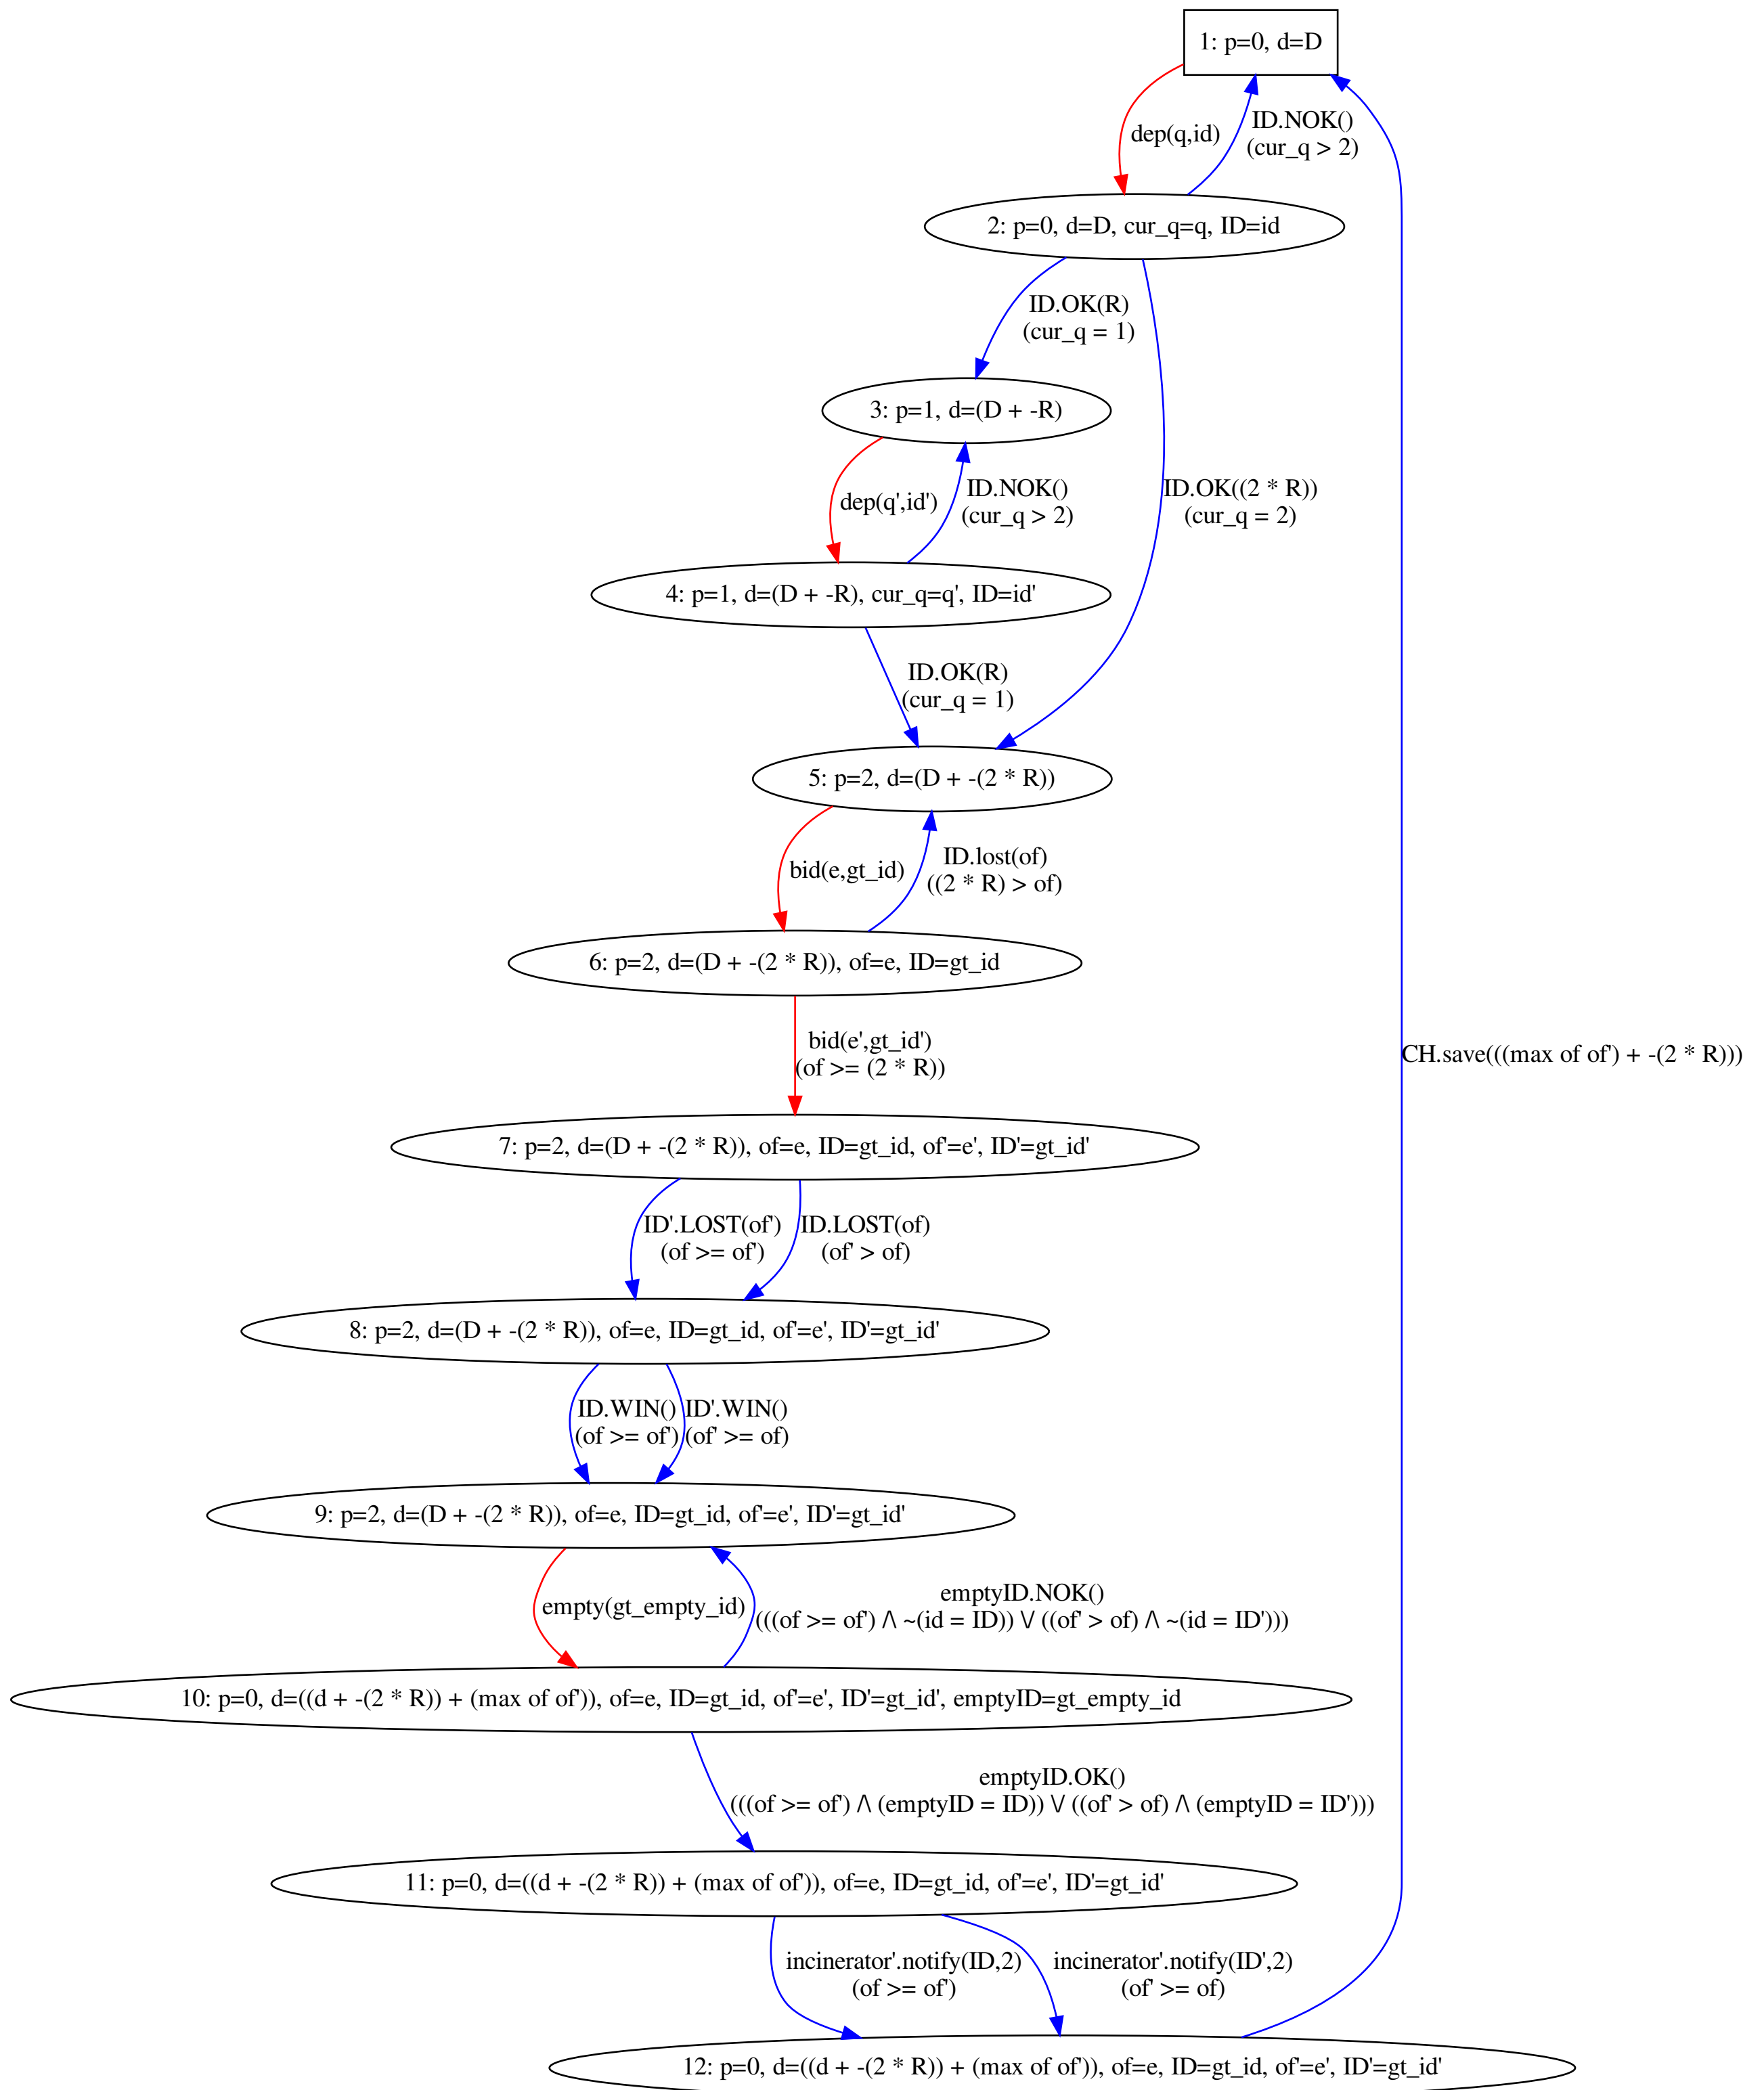 1: p=0, d=D
dep(q,id)
ID.NOK()
(cur_q > 2)
2: p=0, d=D, cur_q=q, ID=id
ID.OK(R)
(cur_q = 1)
3: p=1, d=(D + -R)
dep(q',id')
ID.NOK()
(cur_q > 2)
ID.OK((2 * R))
(cur_q = 2)
4: p=1, d=(D + -R), cur_q=q', ID=id'
ID.OK(R)
(cur_q = 1)
5: p=2, d=(D + -(2 * R))
bid(e,gt_id)
ID.lost(of)
((2 * R) > of)
6: p=2, d=(D + -(2 * R)), of=e, ID=gt_id
bid(e',gt_id')
(of >= (2 * R))
CH.save(((max of of') + -(2 * R)))
7: p=2, d=(D + -(2 * R)), of=e, ID=gt_id, of'=e', ID'=gt_id'
ID'.LOST(of')
(of >= of')
ID.LOST(of)
(of' > of)
8: p=2, d=(D + -(2 * R)), of=e, ID=gt_id, of'=e', ID'=gt_id'
ID.WIN()
(of >= of')
ID'.WIN()
(of' >= of)
9: p=2, d=(D + -(2 * R)), of=e, ID=gt_id, of'=e', ID'=gt_id'
empty(gt_empty_id)
emptyID.NOK()
(((of >= of') /\ ~(id = ID)) \/ ((of' > of) /\ ~(id = ID')))
10: p=0, d=((d + -(2 * R)) + (max of of')), of=e, ID=gt_id, of'=e', ID'=gt_id', emptyID=gt_empty_id
emptyID.OK()
(((of >= of') /\ (emptyID = ID)) \/ ((of' > of) /\ (emptyID = ID')))
11: p=0, d=((d + -(2 * R)) + (max of of')), of=e, ID=gt_id, of'=e', ID'=gt_id'
incinerator'.notify(ID,2)
(of >= of')
incinerator'.notify(ID',2)
(of' >= of)
12: p=0, d=((d + -(2 * R)) + (max of of')), of=e, ID=gt_id, of'=e', ID'=gt_id'